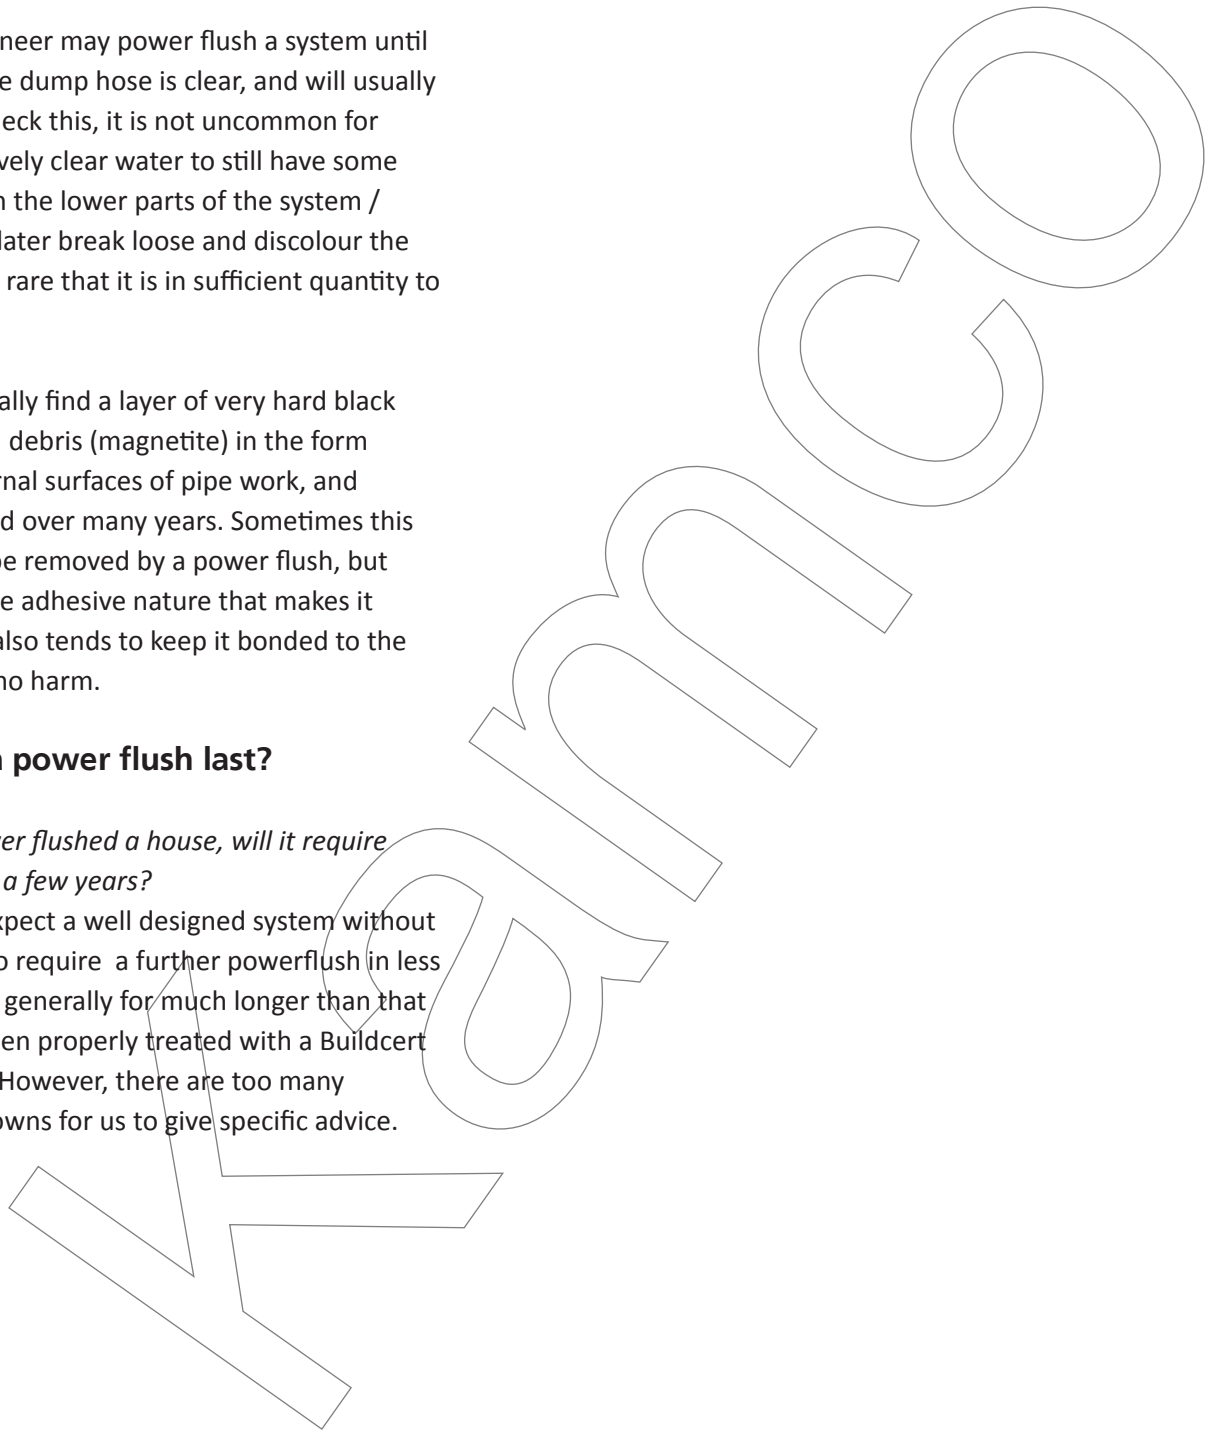 neer may power flush a system until
e dump hose is clear, and will usually
eck this, it is not uncommon for
vely clear water to still have some
n the lower parts of the system /
later break loose and discolour the
rare that it is in sufficient quantity to
ally find a layer of very hard black
debris (magnetite) in the form
rnal surfaces of pipe work, and
d over many years. Sometimes this
be removed by a power flush, but
e adhesive nature that makes it
also tends to keep it bonded to the
no harm.
a power flush last?
er flushed a house, will it require
a few years?
xpect a well designed system without
o require  a further powerflush in less
generally for much longer than that
en properly treated with a Buildcert
However, there are too many
owns for us to give specific advice.
Kamco